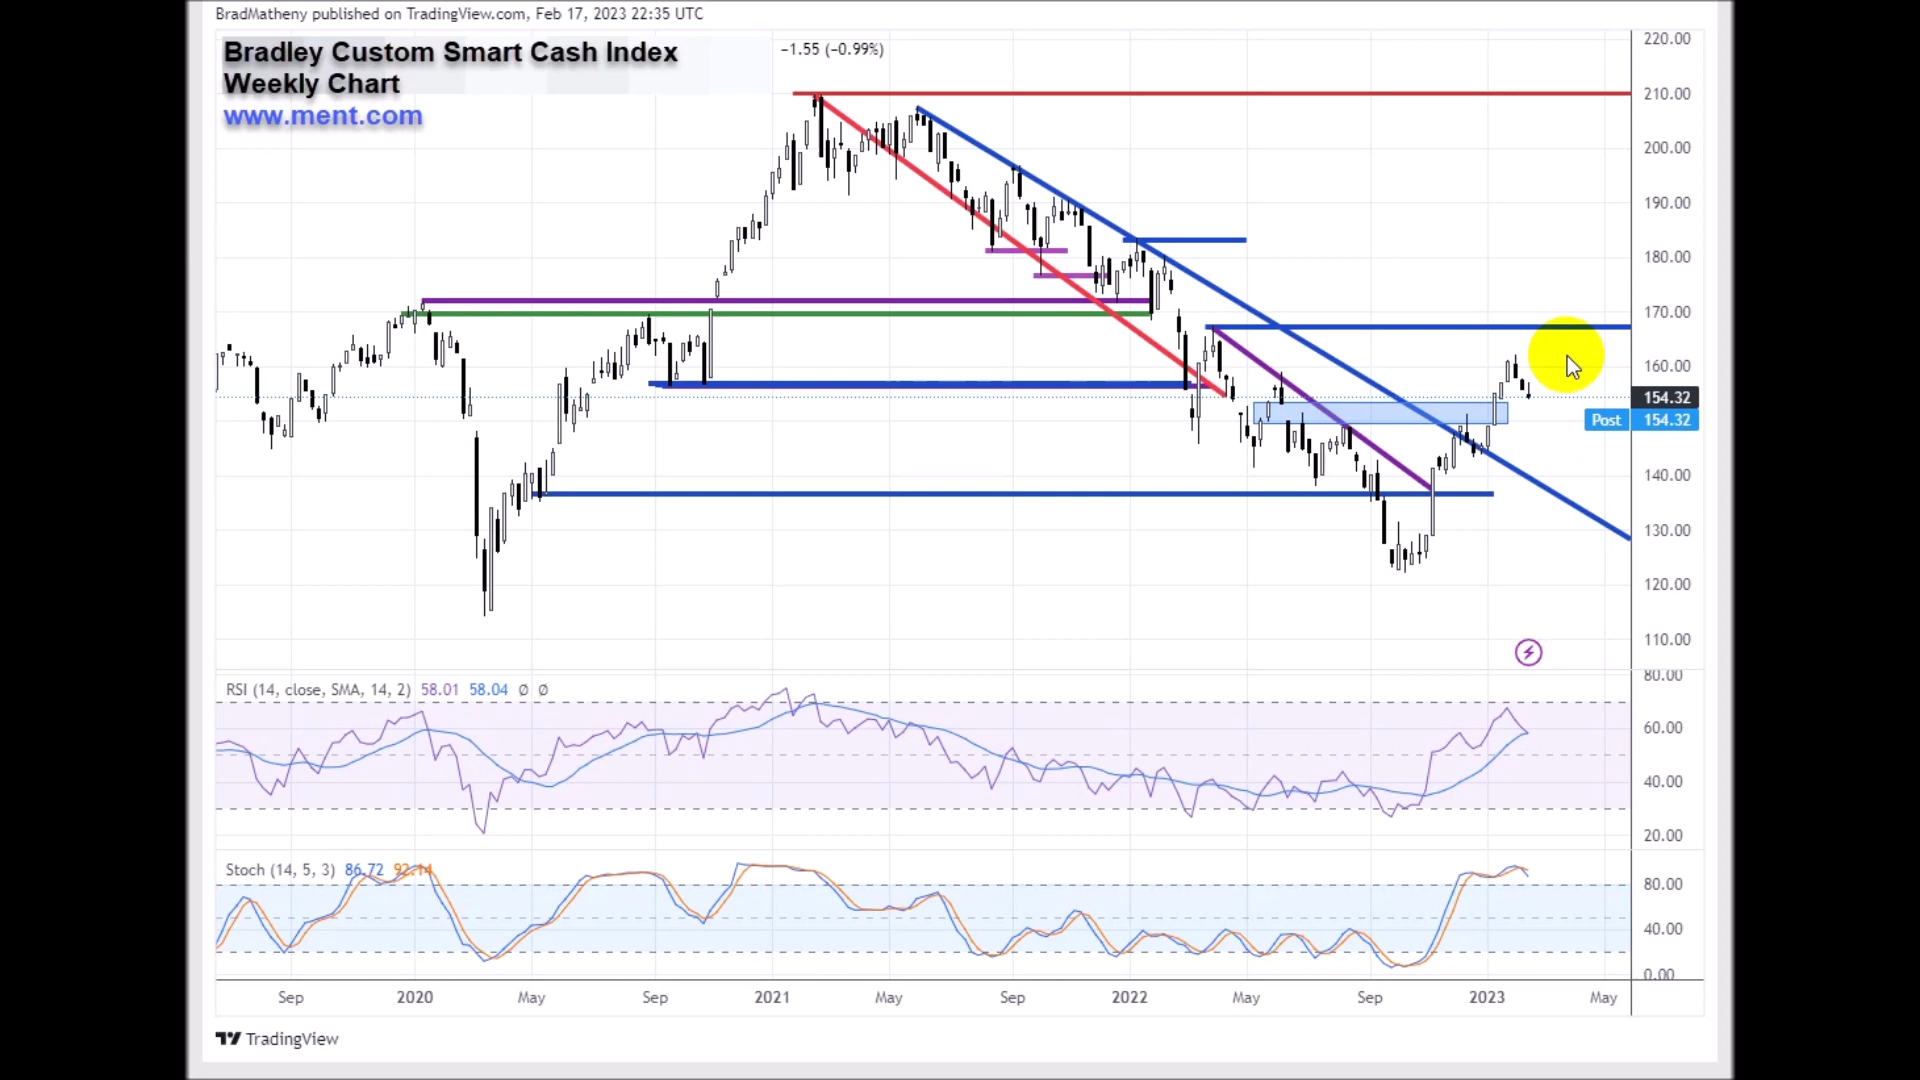 BradMatheny published on TradingView.com, Feb 17, 2023 22:35 UTC
Bradley Custom Smart Cash Index
−1.55 (−0.99%)
Weekly Chart
www.ment.com
220.00
210.00
200.00
190.00
180.00
170.00
160.00
154.32
Post 154.32
140.00
130.00
120.00
110.00
RSI (14, close, SMA, 14, 2) 58.01 58.04 Ø Ø
80.00
60.00
40.00
20.00
Stoch (14, 5, 3) 86.72 92.14
80.00
40.00
0.00
Sep 2020 May Sep 2021 May Sep 2022 May Sep 2023 May
TradingView